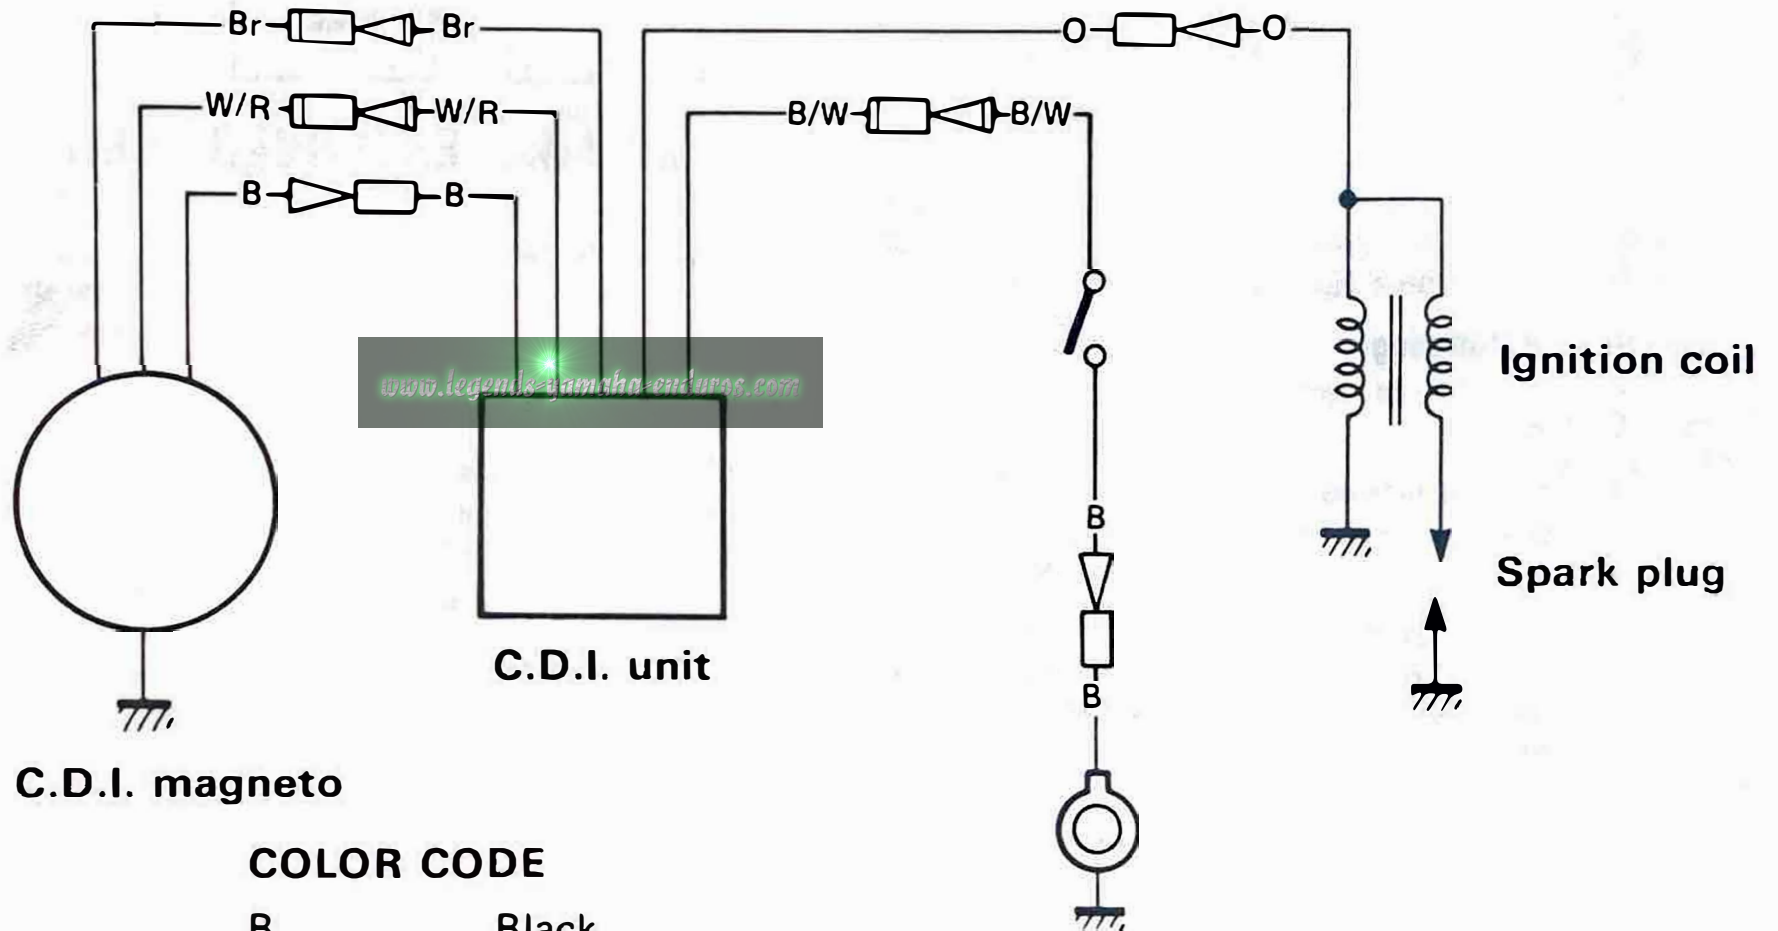 Br Br
O O
W/R W/R
B/W B/W
B B
www.legends-yamaha-enduros.com
Ignition coil
B
Spark plug
C.D.I. unit
B
C.D.I. magneto
COLOR CODE
B Black